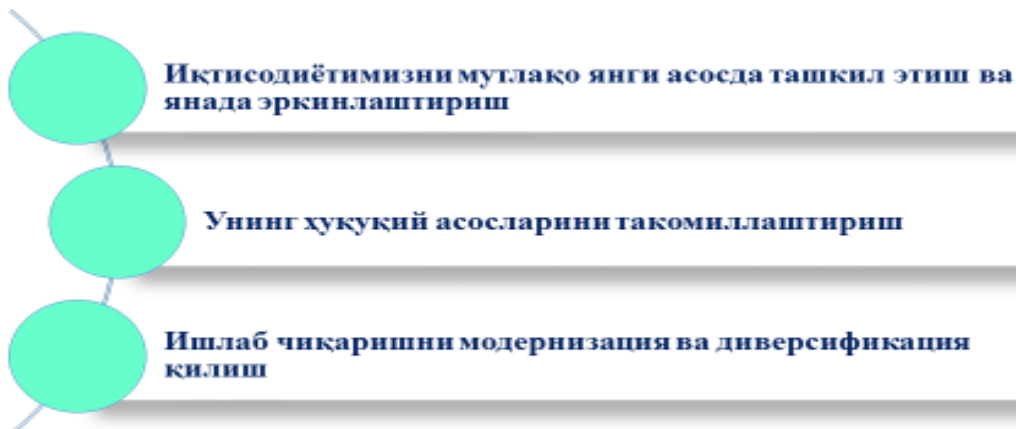 Иқтисодиётимизни мутлақо янги асосда ташкил этиш ва
янада эркинлаштириш
Унинг ҳуқуқий асосларини такомиллаштириш
Ишлаб чиқаришни модернизация ва диверсификация
қилиш